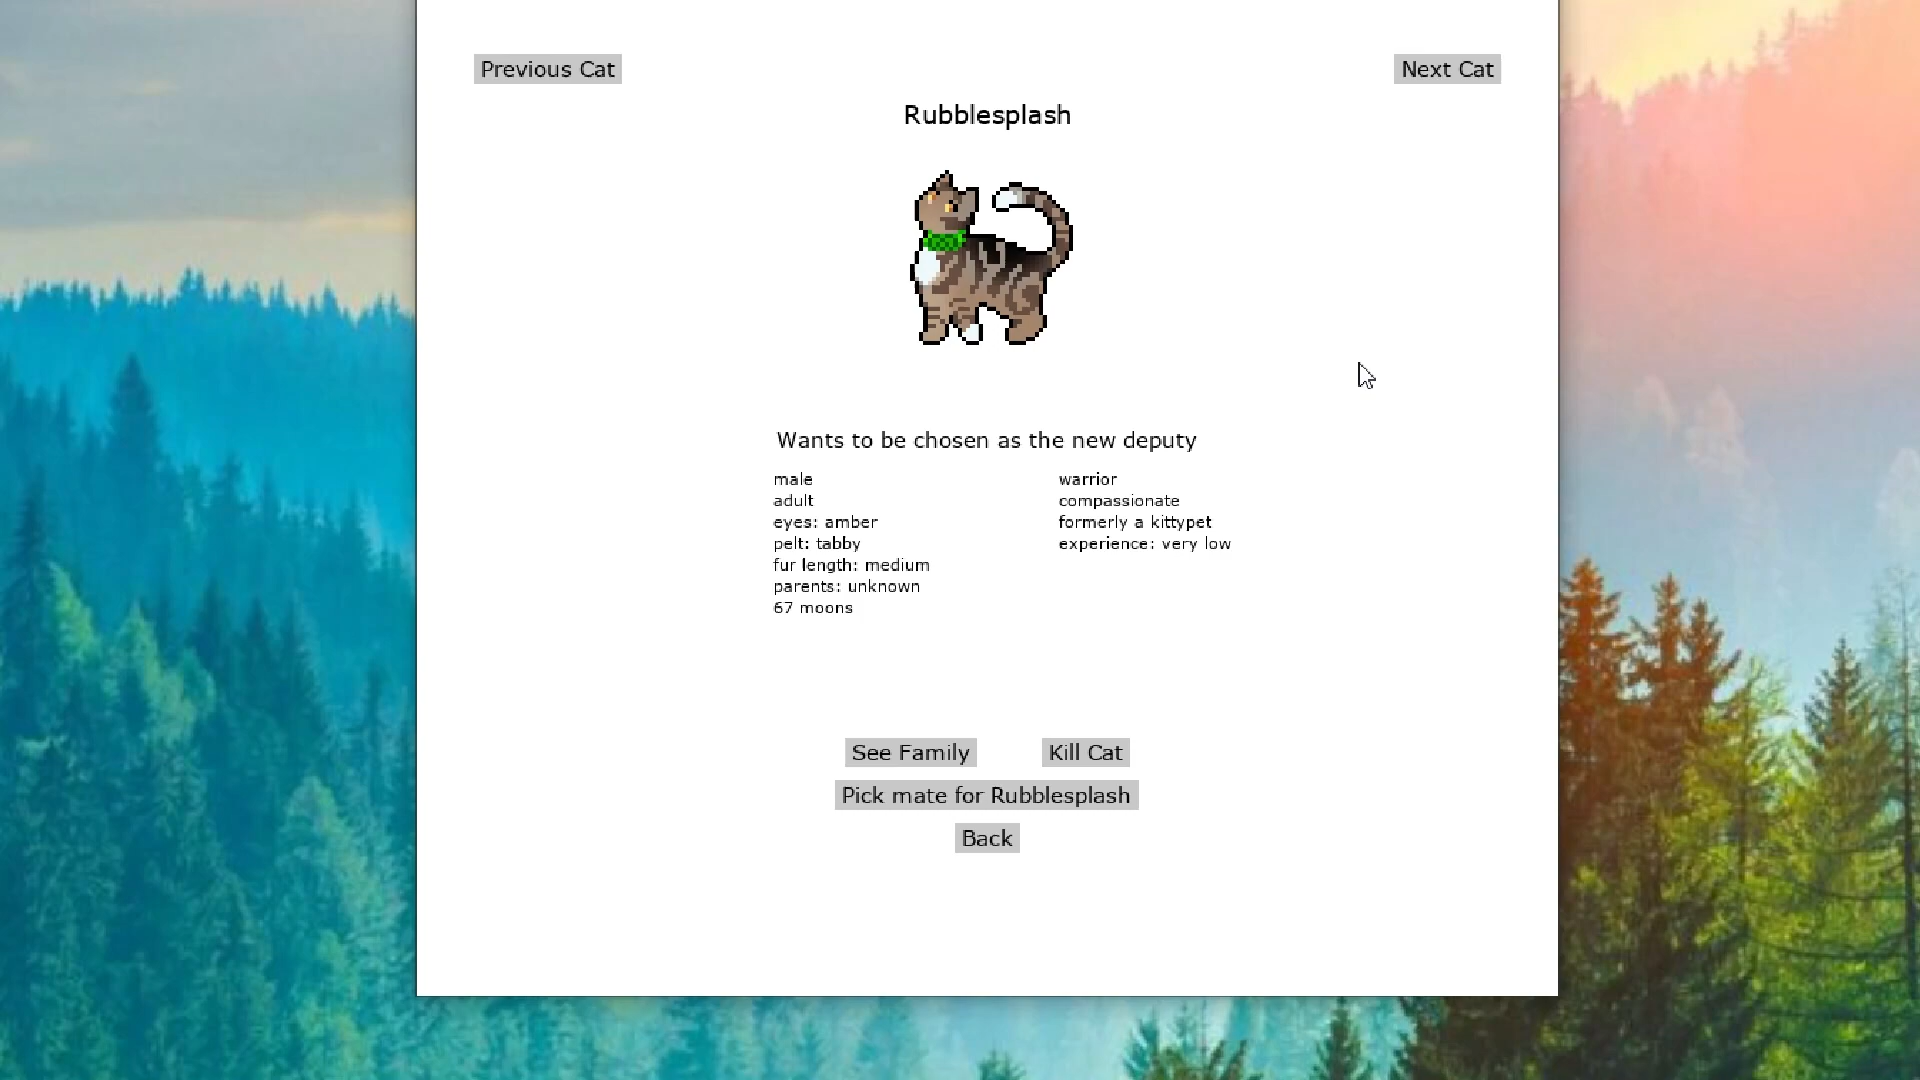 Previous Cat
Next Cat
Rubblesplash
Wants to be chosen as the new deputy
male
adult
eyes: amber
pelt: tabby
fur length: medium
parents: unknown
67 moons
warrior
compassionate
formerly a kittypet
experience: very low
See Family
Kill Cat
Pick mate for Rubblesplash
Back